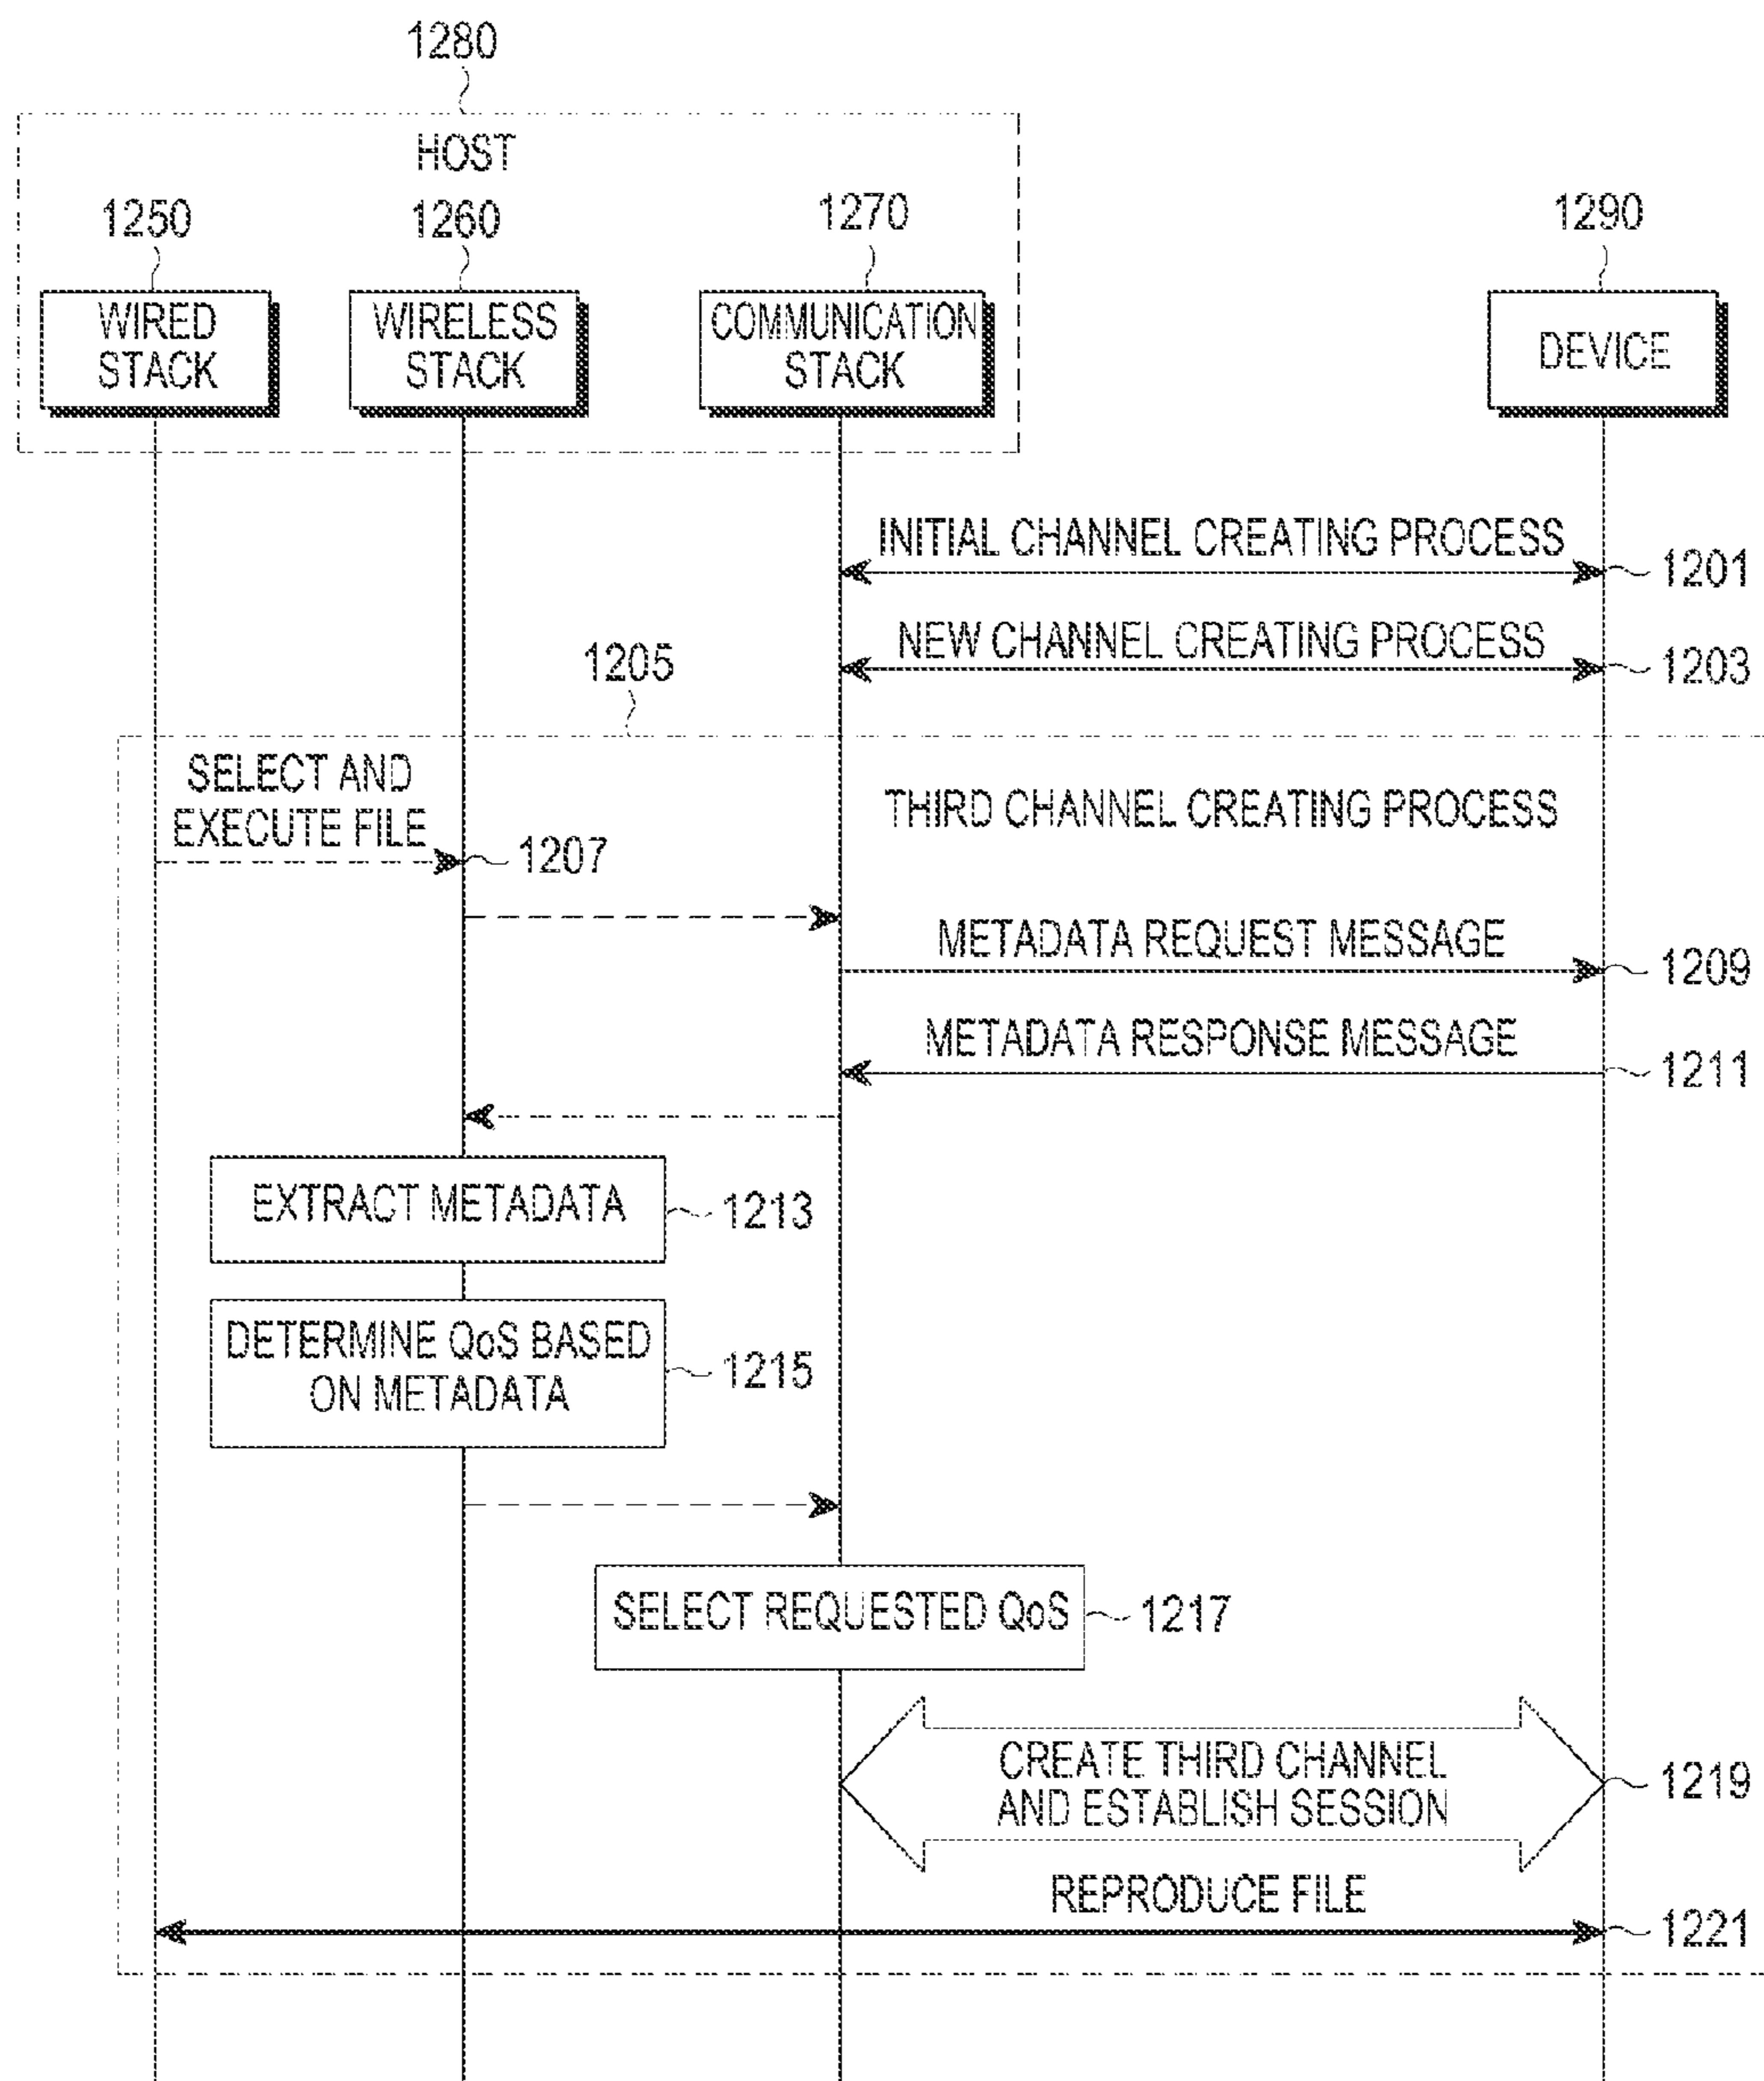 1280
HOST
1250
1260
1270
1290
WIRED
STACK
WIRELESS
STACK
COMMUNICATION
STACK
DEVICE
INITIAL CHANNEL CREATING PROCESS
1201
NEW CHANNEL CREATING PROCESS
1203
1205
SELECT AND
EXECUTE FILE
1207
THIRD CHANNEL CREATING PROCESS
METADATA REQUEST MESSAGE
1209
METADATA RESPONSE MESSAGE
1211
EXTRACT METADATA
1213
DETERMINE QoS BASED
ON METADATA
1215
SELECT REQUESTED QoS
1217
CREATE THIRD CHANNEL
AND ESTABLISH SESSION
1219
REPRODUCE FILE
1221